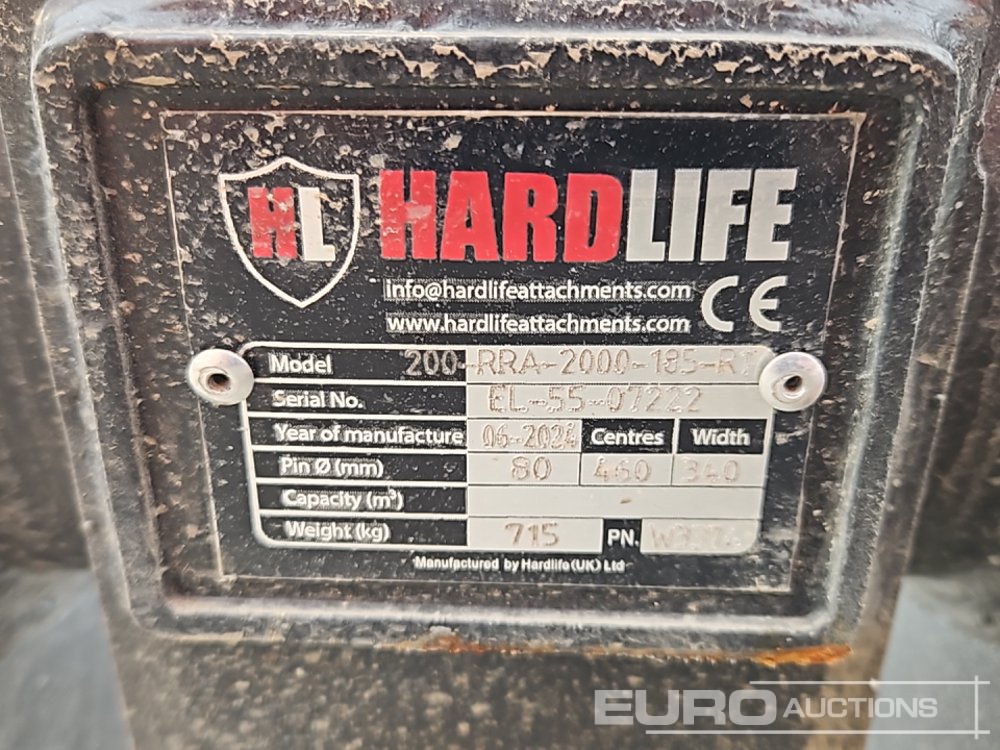 HL HARDLIFE
info@hardlifeattachments.com
www.hardlifeattachments.com CE
Model 200-RRA-2000-185-RT
Serial No. EL-55-07222
Year of manufacture 06-2024 Centres Width
Pin Ø (mm) 80 460 340
Capacity (m³) -
Weight (kg) 715 PN.
Manufactured by Hardlife (UK) Ltd
EURO AUCTIONS